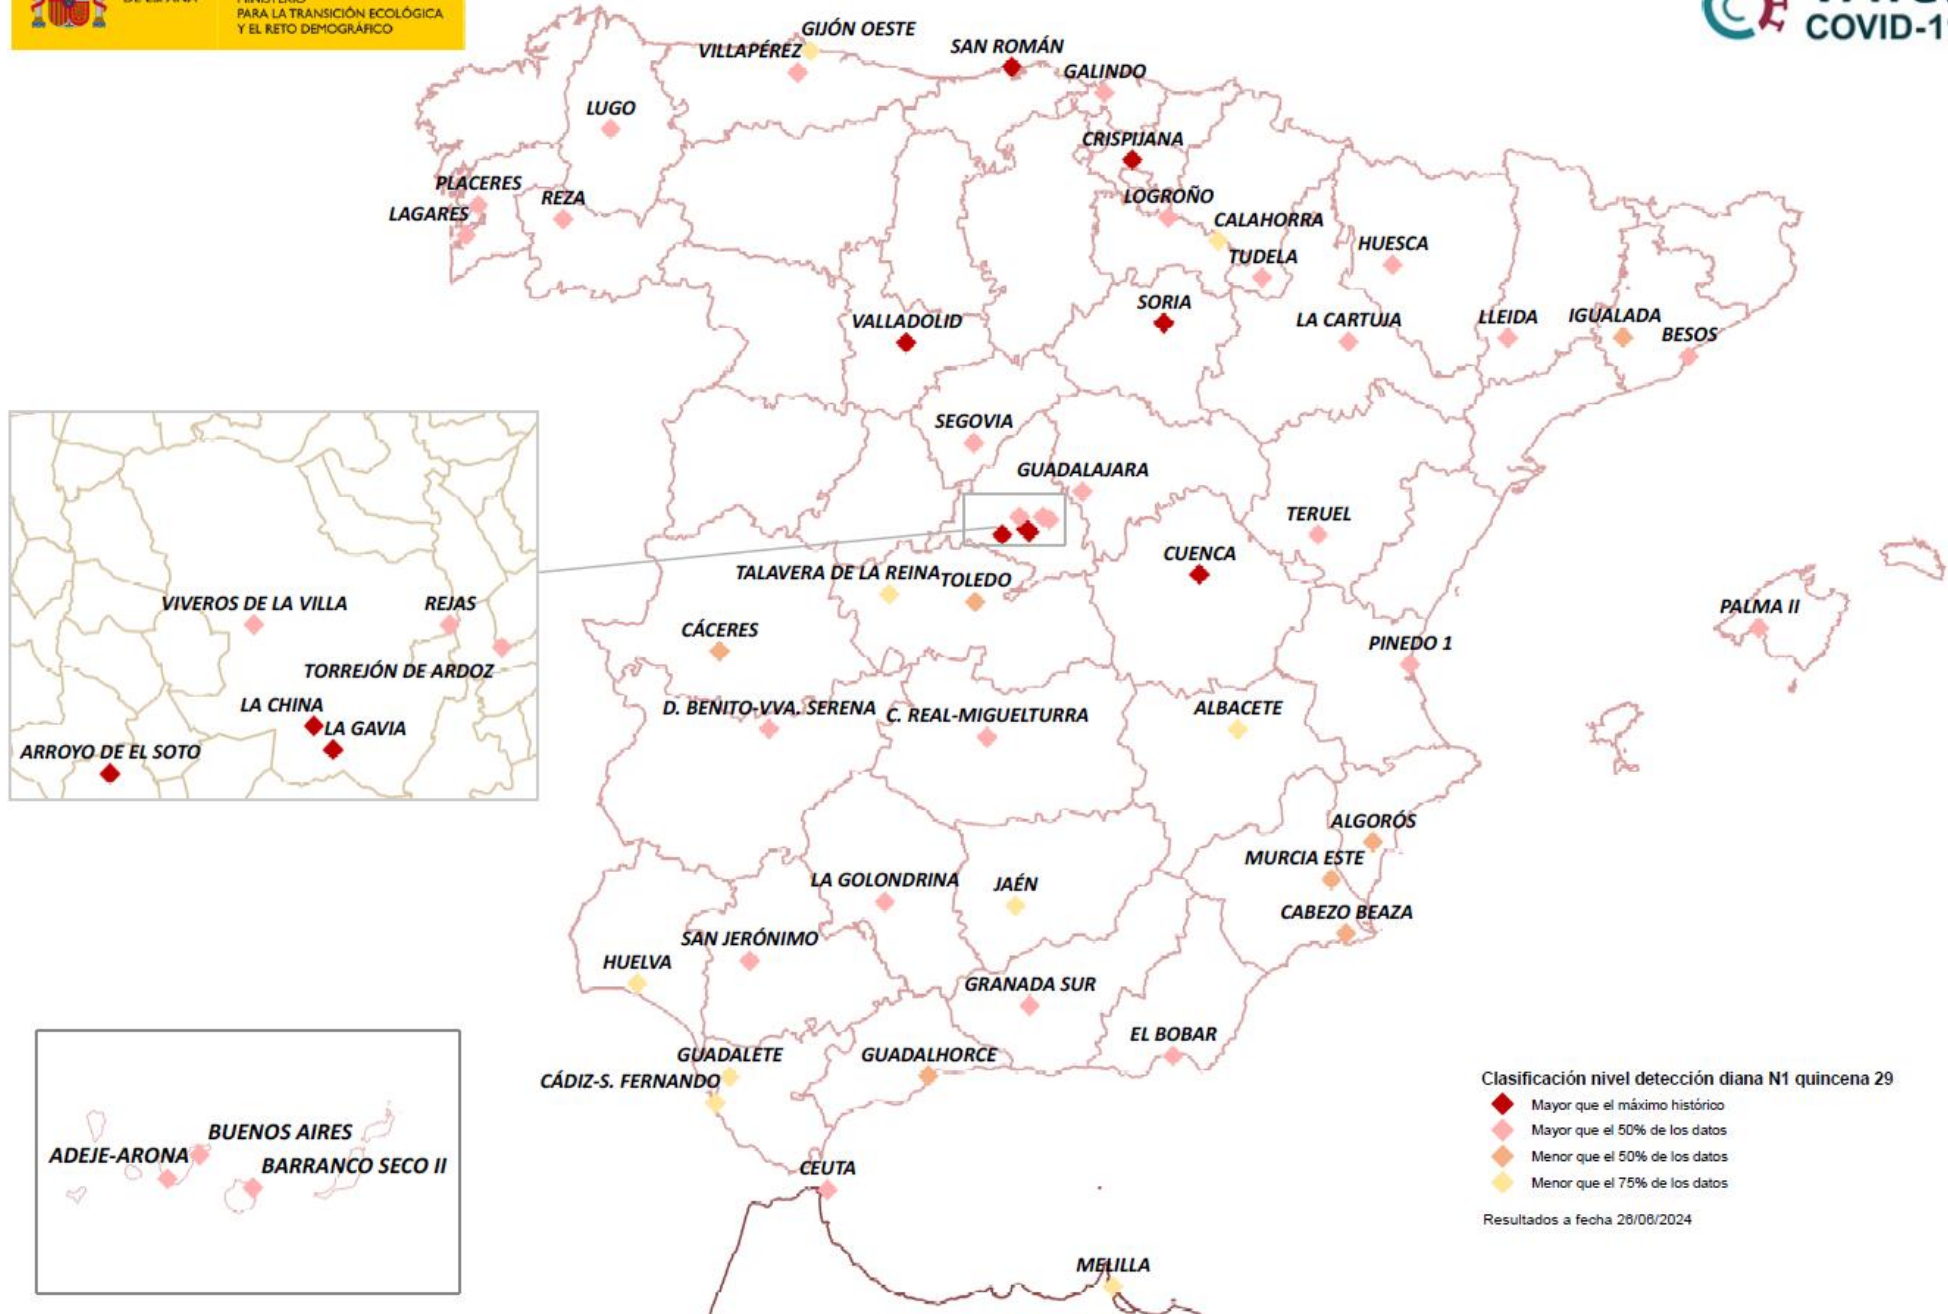 DE ESPAÑA
MINISTERIO
PARA LA TRANSICIÓN ECOLÓGICA
Y EL RETO DEMOGRÁFICO
COVID-19
GIJÓN OESTE
VILLAPÉREZ
SAN ROMÁN
GALINDO
LUGO
CRISPIJANA
PLACERES
REZA
LOGROÑO
LAGARES
CALAHORRA
HUESCA
TUDELA
SORIA
VALLADOLID
LA CARTUJA
LLEIDA
IGUALADA
BESOS
SEGOVIA
GUADALAJARA
TERUEL
CUENCA
TALAVERA DE LA REINA
TOLEDO
CÁCERES
PALMA II
PINEDO 1
VIVEROS DE LA VILLA
REJAS
TORREJÓN DE ARDOZ
LA CHINA
LA GAVIA
ARROYO DE EL SOTO
D. BENITO-VVA. SERENA
C. REAL-MIGUELTURRA
ALBACETE
ALGORÓS
MURCIA ESTE
LA GOLONDRINA
JAÉN
CABEZO BEAZA
SAN JERÓNIMO
HUELVA
GRANADA SUR
EL BOBAR
GUADALETE
GUADALHORCE
CÁDIZ-S. FERNANDO
BUENOS AIRES
ADEJE-ARONA
BARRANCO SECO II
CEUTA
MELILLA
Clasificación nivel detección diana N1 quincena 29
Mayor que el máximo histórico
Mayor que el 50% de los datos
Menor que el 50% de los datos
Menor que el 75% de los datos
Resultados a fecha 26/06/2024